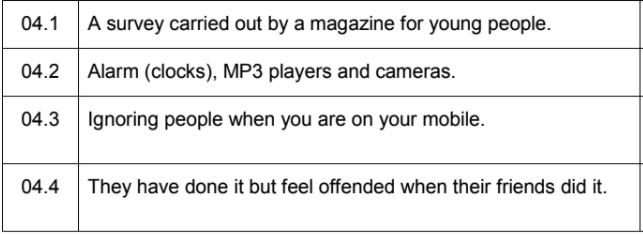 04.1 A survey carried out by a magazine for young people.
04.2 Alarm (clocks), MP3 players and cameras.
04.3 Ignoring people when you are on your mobile.
04.4 They have done it but feel offended when their friends did it.